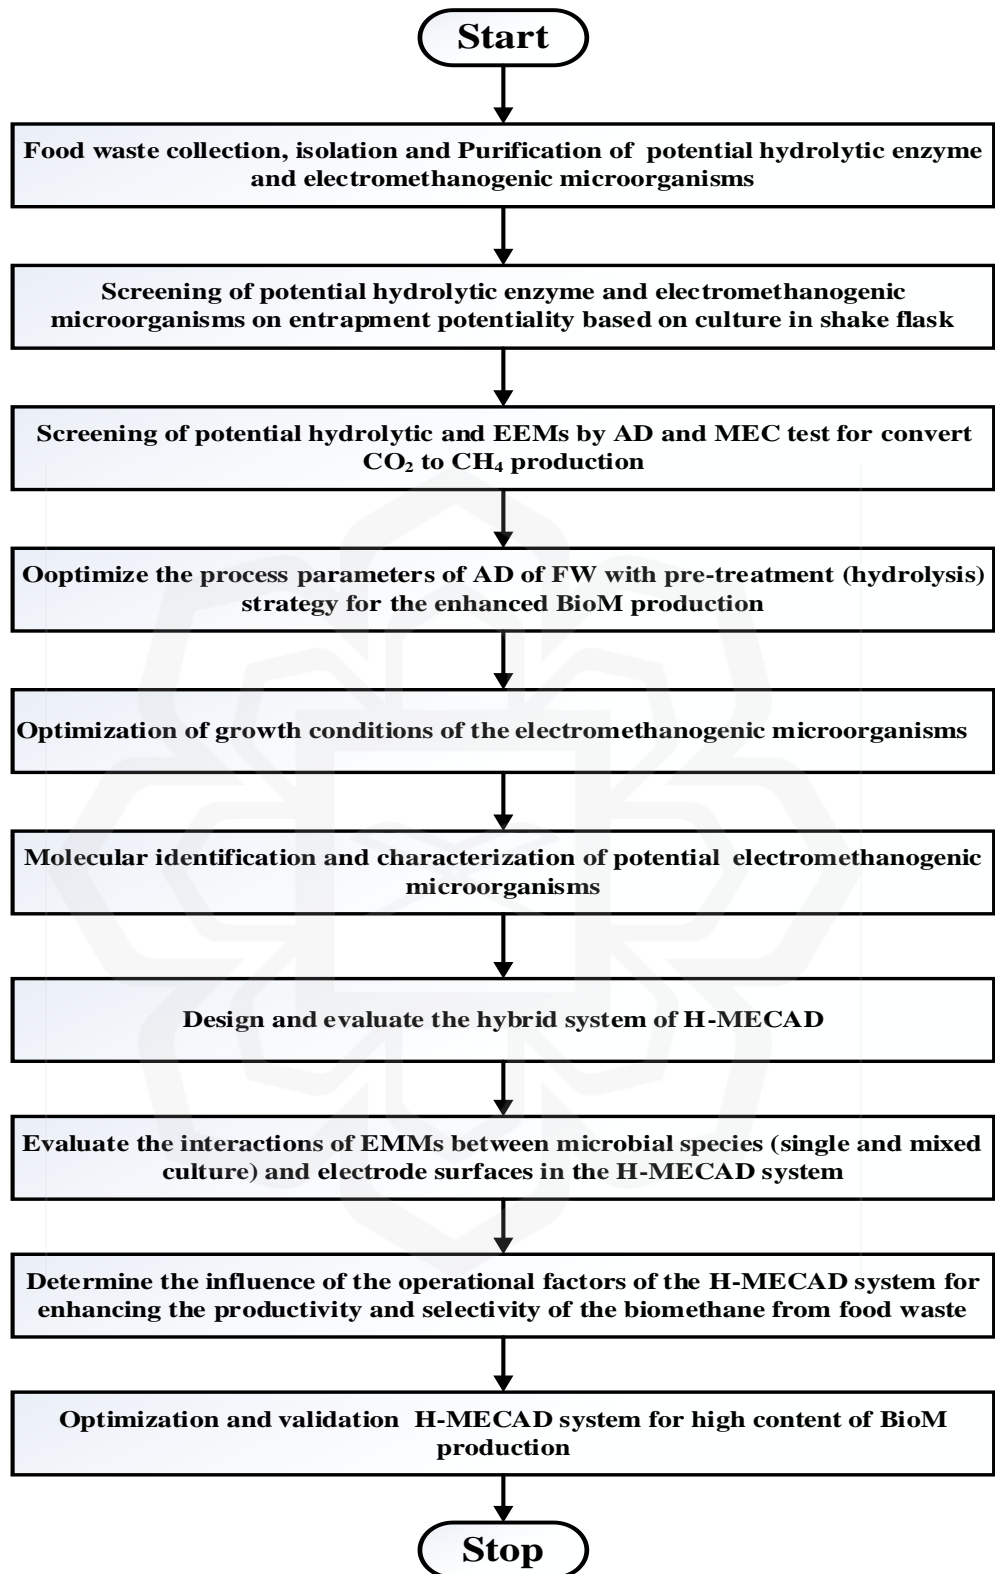 Start
Food waste collection, isolation and Purification of potential hydrolytic enzyme
and electromethanogenic microorganisms
Screening of potential hydrolytic enzyme and electromethanogenic
microorganisms on entrapment potentiality based on culture in shake flask
Screening of potential hydrolytic and EEMs by AD and MEC test for convert
CO₂ to CH₄ production
Ooptimize the process parameters of AD of FW with pre-treatment (hydrolysis)
strategy for the enhanced BioM production
Optimization of growth conditions of the electromethanogenic microorganisms
Molecular identification and characterization of potential electromethanogenic
microorganisms
Design and evaluate the hybrid system of H-MECAD
Evaluate the interactions of EMMs between microbial species (single and mixed
culture) and electrode surfaces in the H-MECAD system
Determine the influence of the operational factors of the H-MECAD system for
enhancing the productivity and selectivity of the biomethane from food waste
Optimization and validation H-MECAD system for high content of BioM
production
Stop